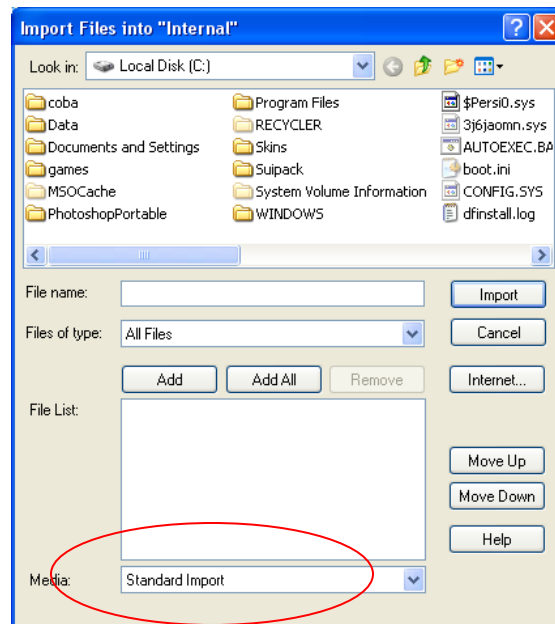 Import Files into "Internal"
Look in: Local Disk (C:)
coba Program Files $Persi0.sys
Data RECYCLER 3j6jaomn.sys
Documents and Settings Skins AUTOEXEC.BA
games Suipack boot.ini
MSOCache System Volume Information CONFIG.SYS
PhotoshopPortable WINDOWS dfinstall.log
File name: Import
Files of type: All Files Cancel
Add Add All Remove Internet...
File List:
Move Up
Move Down
Help
Media: Standard Import